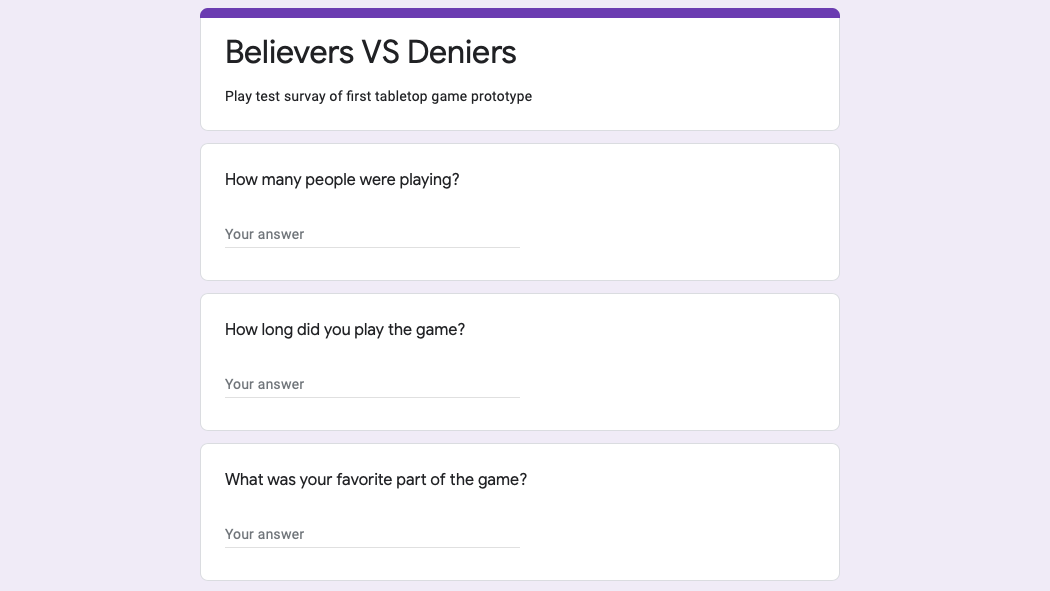 Believers VS Deniers
Play test survay of first tabletop game prototype
How many people were playing?
Your answer
How long did you play the game?
Your answer
What was your favorite part of the game?
Your answer